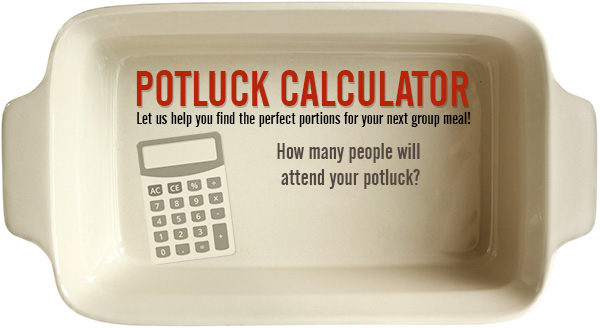 POTLUCK CALCULATOR
Let us help you find the perfect portions for your next group meal!
How many people will
attend your potluck?
AC CE % ÷
7 8 9 X
4 5 6 -
1 2 3 +
0 . =